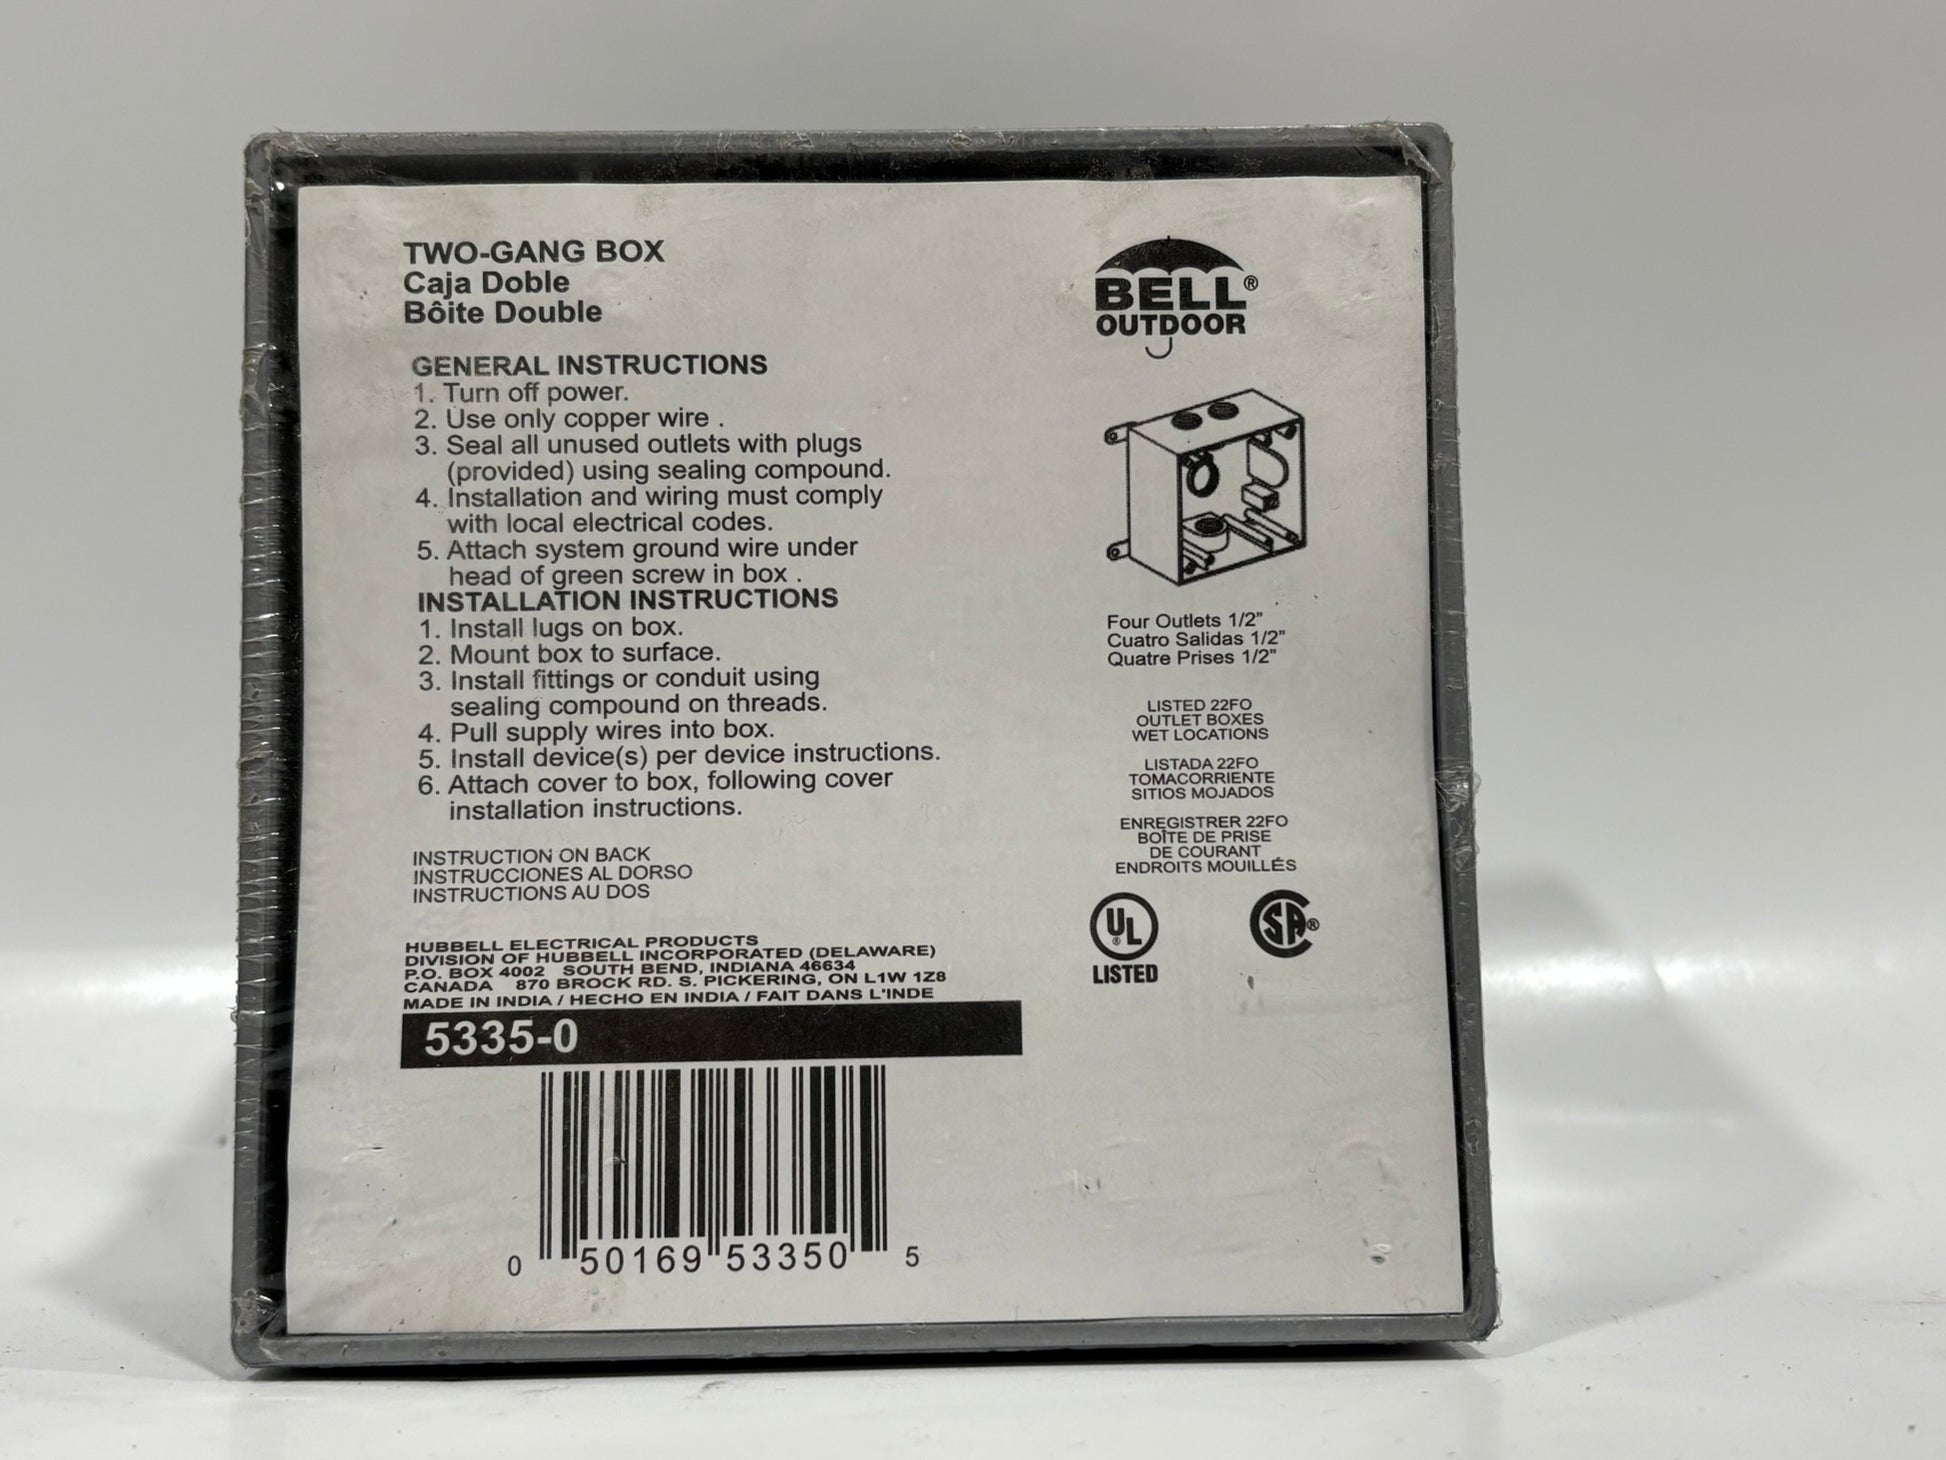 TWO-GANG BOX
Caja Doble
Bôite Double
GENERAL INSTRUCTIONS
1. Turn off power.
2. Use only copper wire .
3. Seal all unused outlets with plugs
(provided) using sealing compound.
4. Installation and wiring must comply
with local electrical codes.
5. Attach system ground wire under
head of green screw in box .
INSTALLATION INSTRUCTIONS
1. Install lugs on box.
2. Mount box to surface.
3. Install fittings or conduit using
sealing compound on threads.
4. Pull supply wires into box.
5. Install device(s) per device instructions.
6. Attach cover to box, following cover
installation instructions.
INSTRUCTION ON BACK
INSTRUCCIONES AL DORSO
INSTRUCTIONS AU DOS
HUBBELL ELECTRICAL PRODUCTS
DIVISION OF HUBBELL INCORPORATED (DELAWARE)
P.O. BOX 4002 SOUTH BEND, INDIANA 46634
CANADA 870 BROCK RD. S. PICKERING, ON L1W 1Z8
MADE IN INDIA / HECHO EN INDIA / FAIT DANS L'INDE
5335-0
0 50169 53350 5
BELL®
OUTDOOR
Four Outlets 1/2"
Cuatro Salidas 1/2"
Quatre Prises 1/2"
LISTED 22FO
OUTLET BOXES
WET LOCATIONS
LISTADA 22FO
TOMACORRIENTE
SITIOS MOJADOS
ENREGISTRER 22FO
BOÎTE DE PRISE
DE COURANT
ENDROITS MOUILLÉS
UL®
LISTED
CSA®